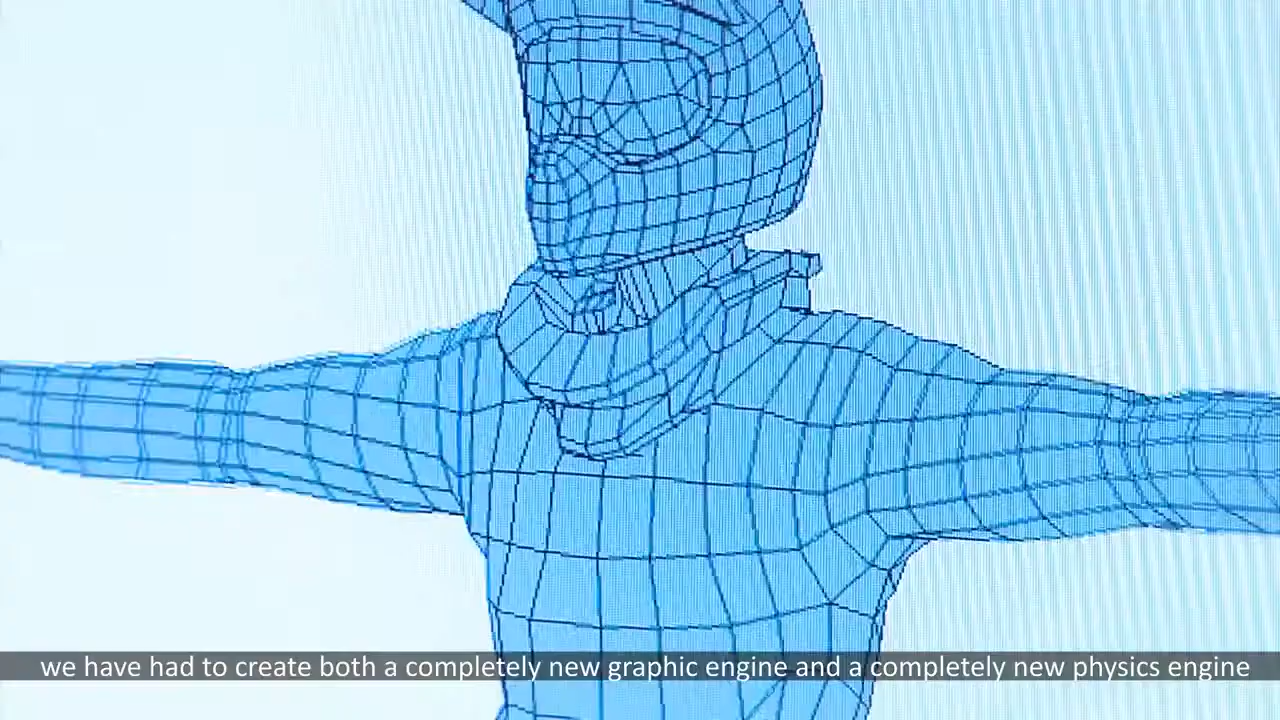 we have had to create both a completely new graphic engine and a completely new physics engine